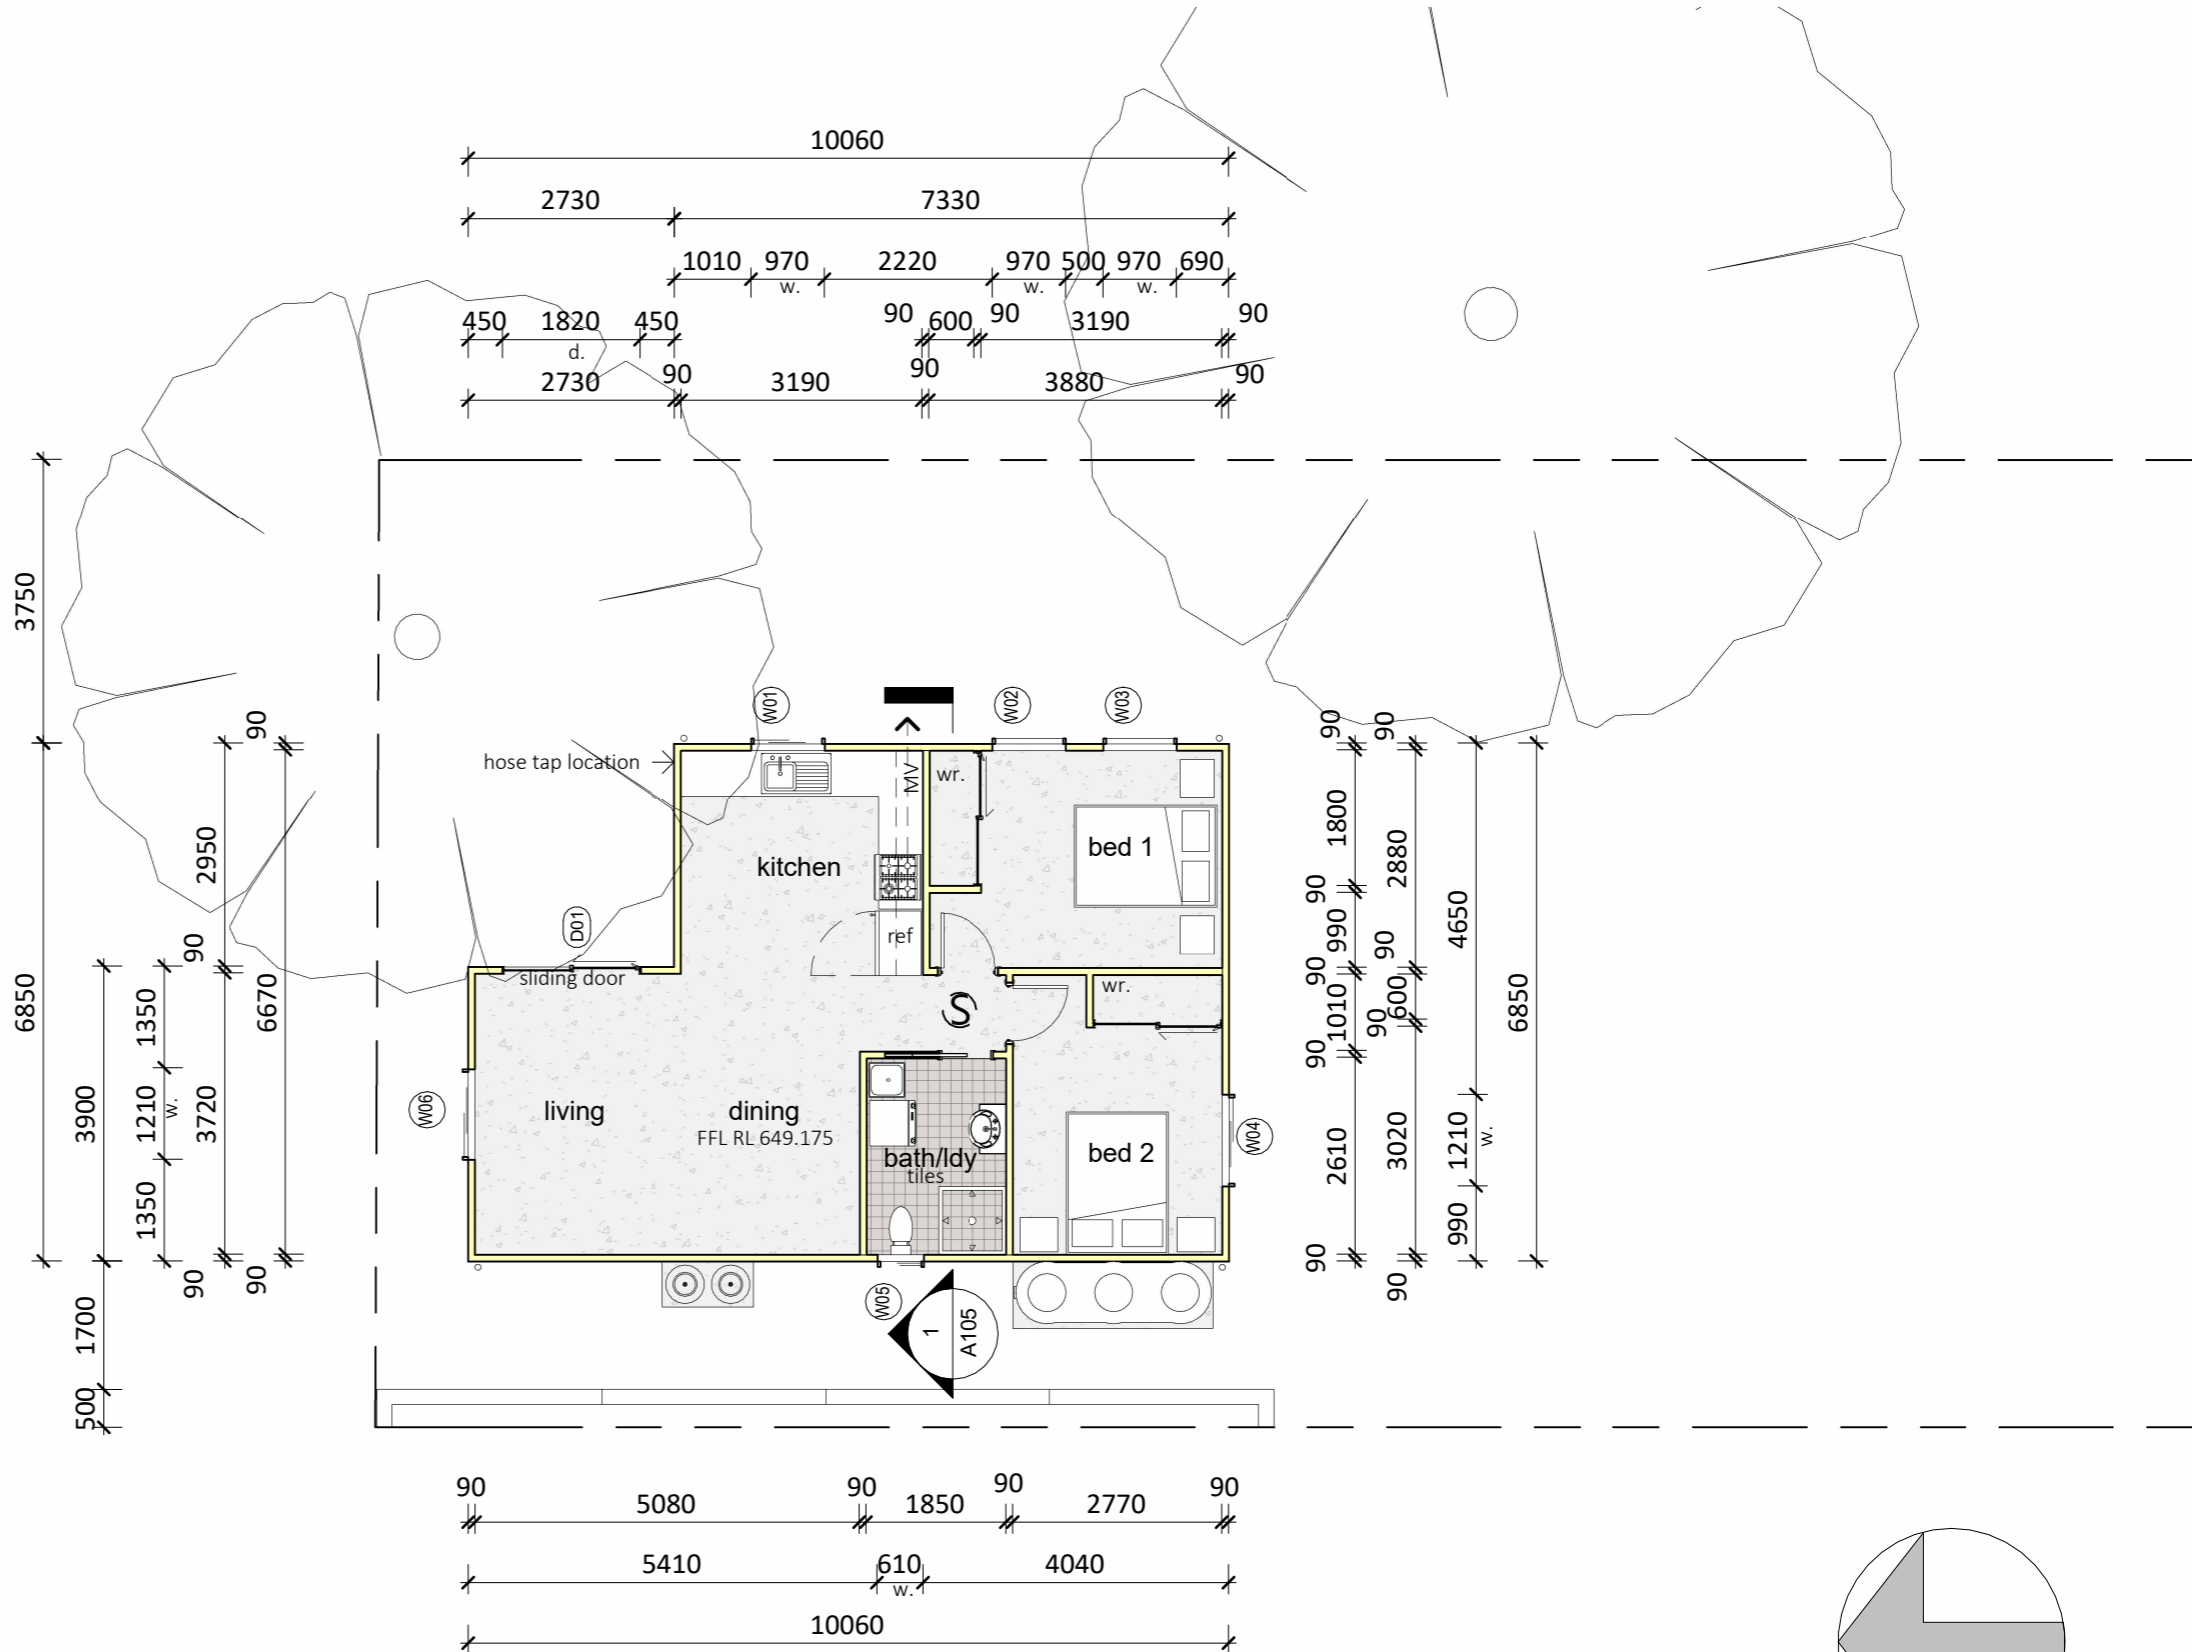 10060
2730 7330
1010 970 2220 970 500 970 690
w. w. w.
90 600 90 3190 90
450 1820 450
d.
2730 90 3190 90 3880 90
3750
6850
3900
1700
500
1350
1210
w.
1350
90
2950
90
3720
90
90
6670
90
W01
W02
W03
hose tap location
MV
wr.
bed 1
kitchen
ref
D01
sliding door
S
wr.
W06
living
dining
FFL RL 649.175
bath/ldy
tiles
bed 2
W04
W05
1
A105
90
1800
90
990
90
1010
90
2610
90
90
2880
90
600
90
3020
90
4650
1210
w.
990
6850
90 5080 90 1850 90 2770 90
5410 610 4040
w.
10060